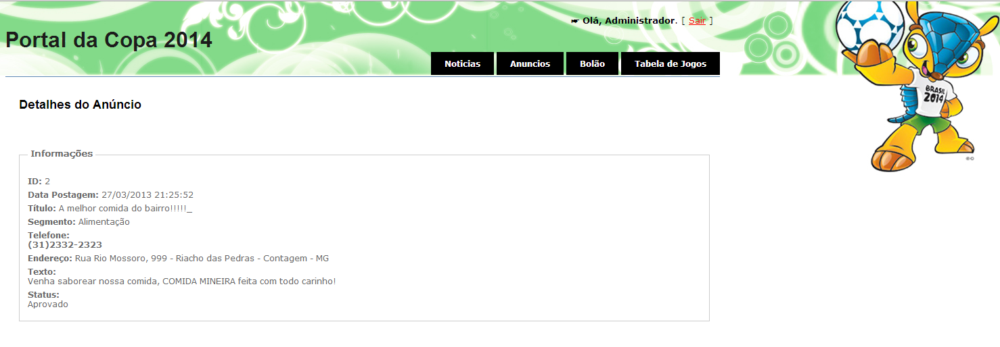 ☛ Olá, Administrador. [ Sair ]
Portal da Copa 2014
Noticias Anuncios Bolão Tabela de Jogos
BRASIL
2014
Detalhes do Anúncio
Informações
ID: 2
Data Postagem: 27/03/2013 21:25:52
Título: A melhor comida do bairro!!!!!_
Segmento: Alimentação
Telefone:
(31)2332-2323
Endereço: Rua Rio Mossoro, 999 - Riacho das Pedras - Contagem - MG
Texto:
Venha saborear nossa comida, COMIDA MINEIRA feita com todo carinho!
Status:
Aprovado